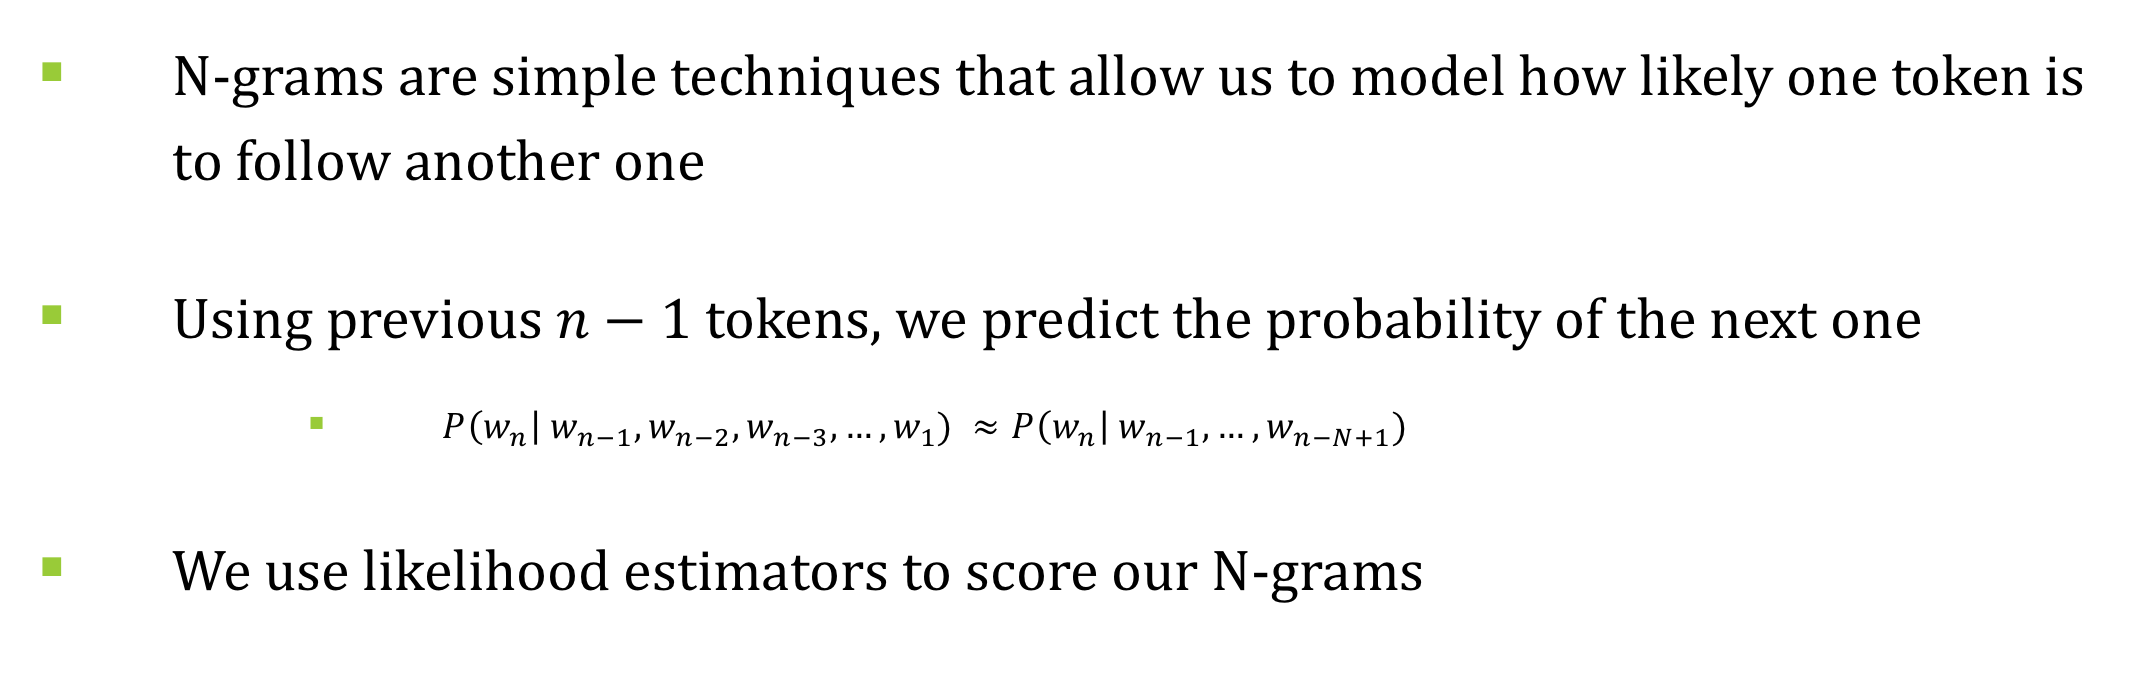 N-grams are simple techniques that allow us to model how likely one token is
to follow another one
Using previous n − 1 tokens, we predict the probability of the next one
P(wₙ| wₙ₋₁, wₙ₋₂, wₙ₋₃, … , w₁) ≈ P(wₙ| wₙ₋₁, … , wₙ₋N₊₁)
We use likelihood estimators to score our N-grams